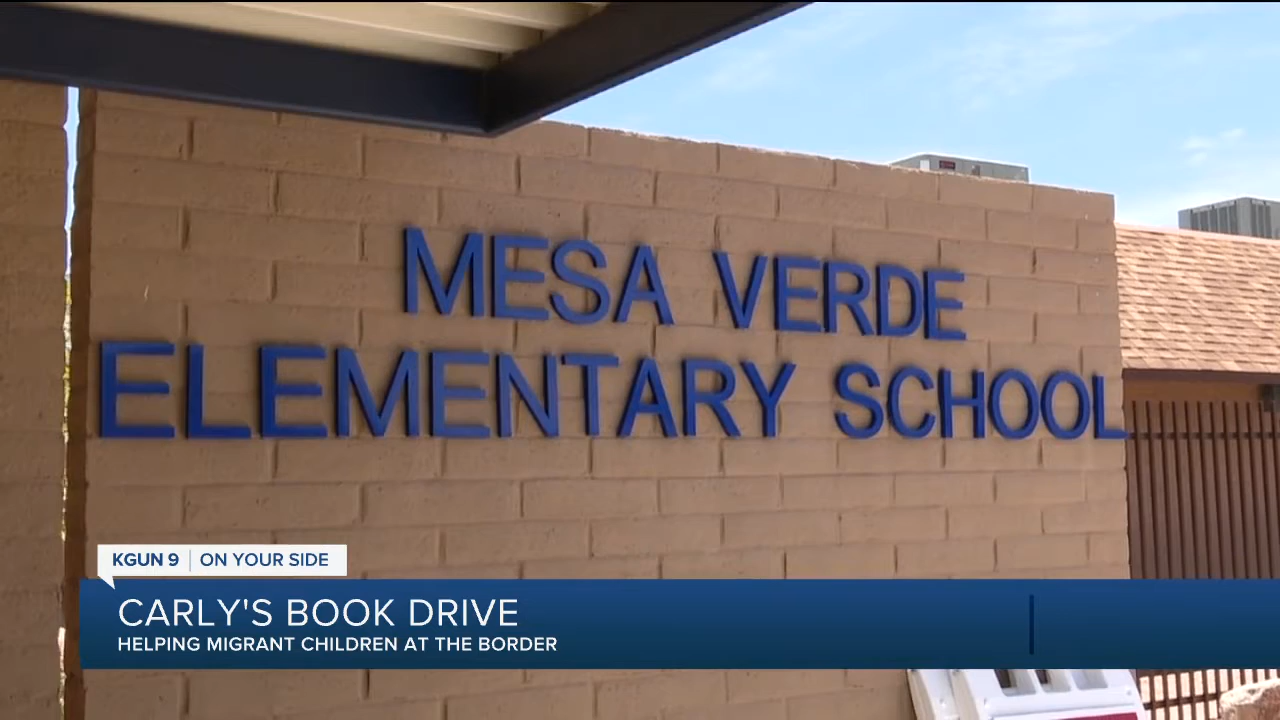 MESA VERDE
ELEMENTARY SCHOOL
KGUN 9 | ON YOUR SIDE
CARLY'S BOOK DRIVE
HELPING MIGRANT CHILDREN AT THE BORDER